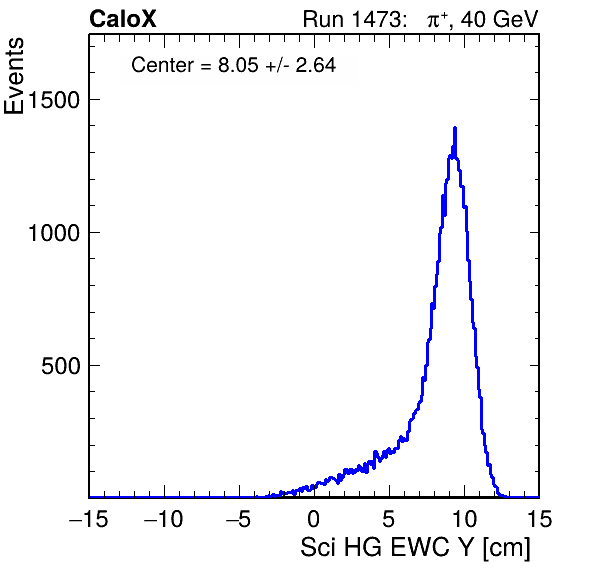 CaloX Run 1473: π⁺, 40 GeV
Center = 8.05 +/- 2.64
Events
1500
1000
500
−15 −10 −5 0 5 10 15
Sci HG EWC Y [cm]